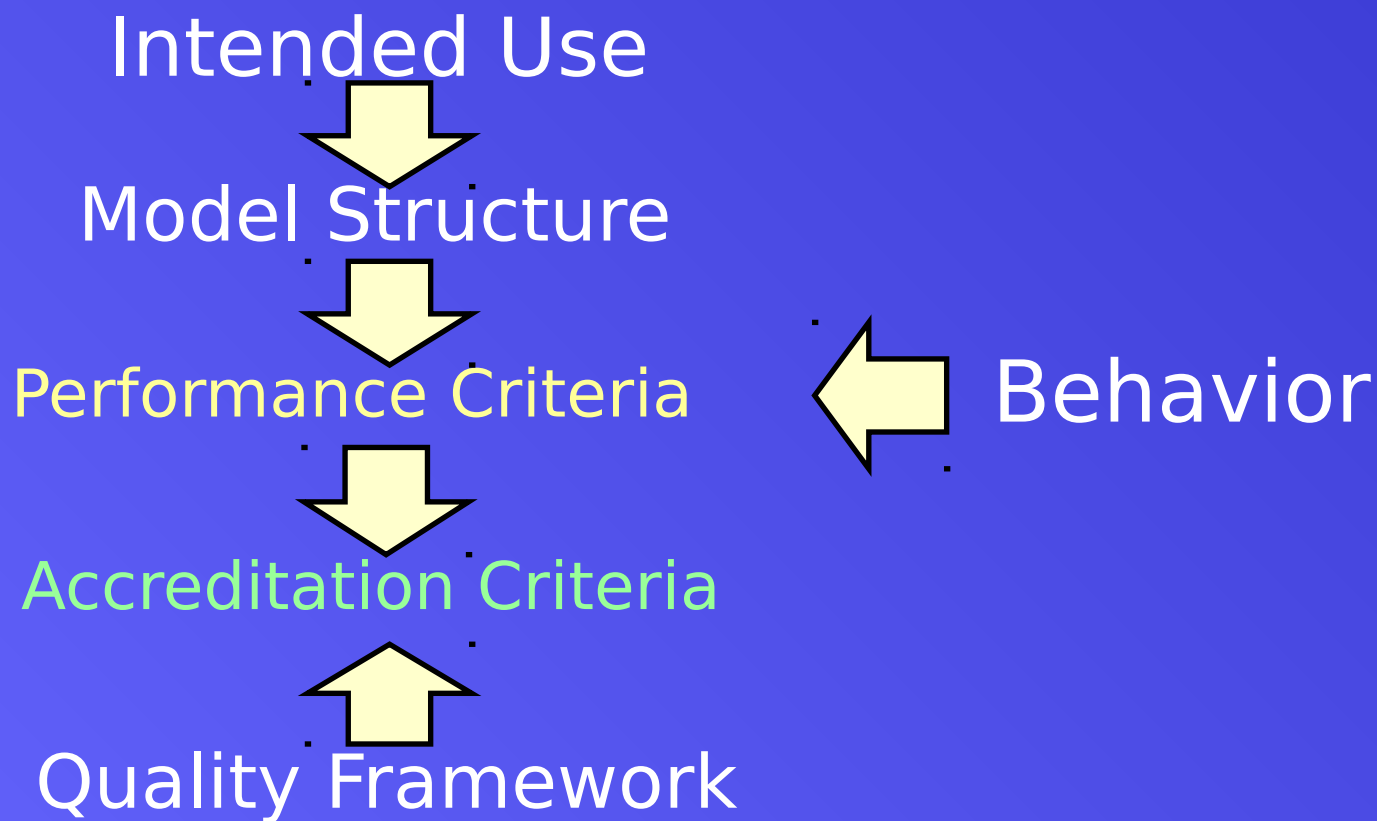 Intended Use
Model Structure
Performance Criteria
Behavior
Accreditation Criteria
Quality Framework